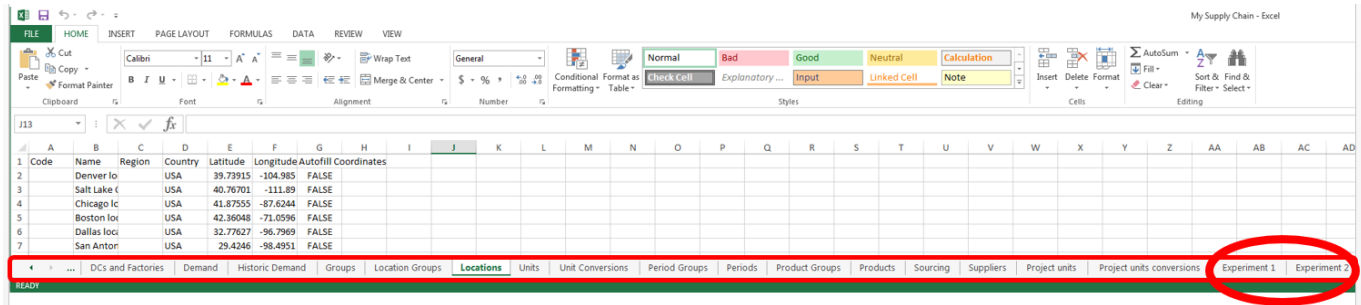 My Supply Chain - Excel
FILE HOME INSERT PAGE LAYOUT FORMULAS DATA REVIEW VIEW
Cut
Copy
Format Painter
Paste
Clipboard
Calibri 11
B I U
Font
Wrap Text
Merge & Center
Alignment
General
$ % ,
Number
Conditional Formatting
Format as Table
Normal Bad Good Neutral Calculation
Check Cell Explanatory ... Input Linked Cell Note
Styles
Insert Delete Format
Cells
AutoSum
Fill
Clear
Sort & Filter
Find & Select
Editing
J13 fx
A B C D E F G H I J K L M N O P Q R S T U V W X Y Z AA AB AC AD
1 Code Name Region Country Latitude Longitude Autofill Coordinates
2 Denver lo USA 39.73915 -104.985 FALSE
3 Salt Lake USA 40.76701 -111.89 FALSE
4 Chicago lo USA 41.87555 -87.6244 FALSE
5 Boston loc USA 42.36048 -71.0596 FALSE
6 Dallas loca USA 32.77627 -96.7969 FALSE
7 San Anton USA 29.4246 -98.4951 FALSE
... DCs and Factories Demand Historic Demand Groups Location Groups Locations Units Unit Conversions Period Groups Periods Product Groups Products Sourcing Suppliers Project units Project units conversions Experiment 1 Experiment 2
READY